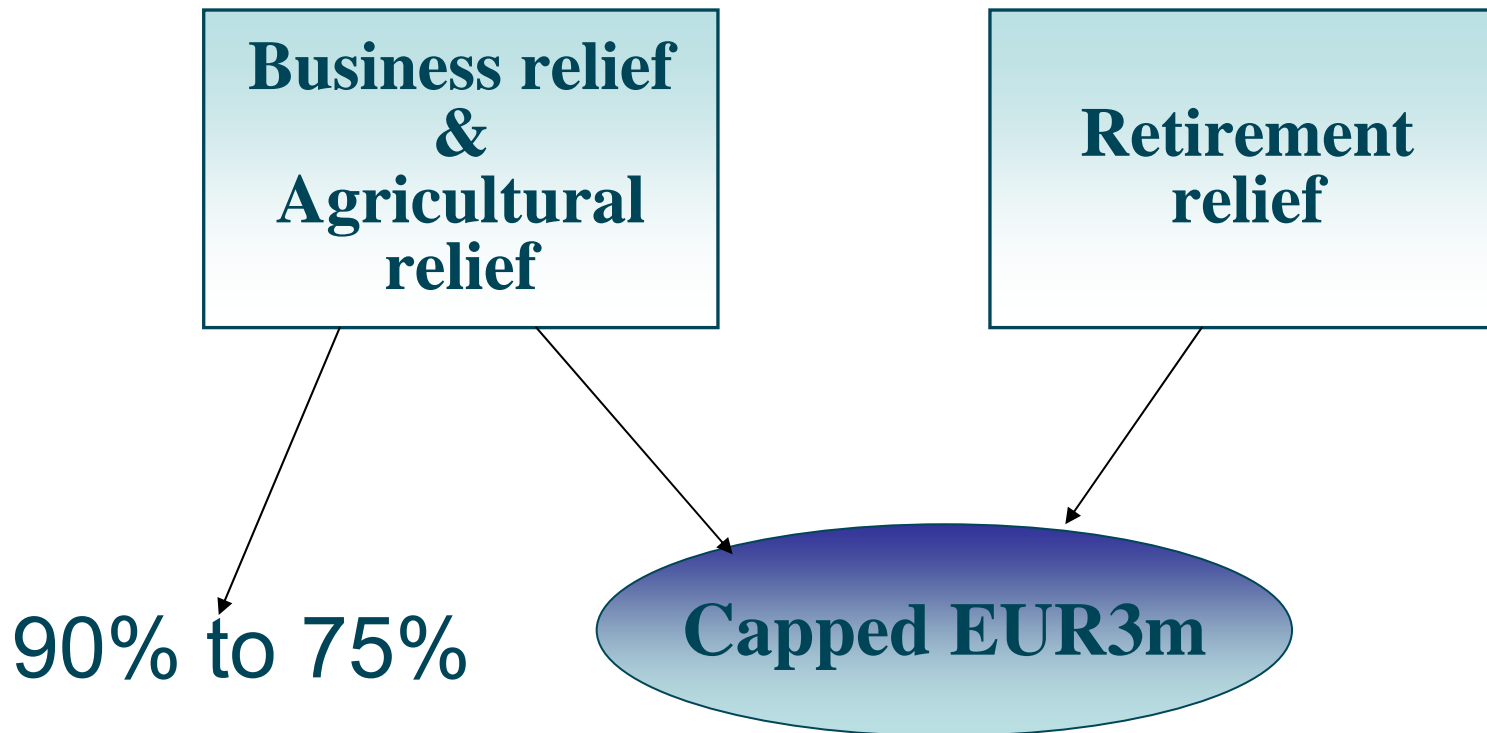 Business relief
&
Agricultural
relief
Retirement
relief
90% to 75%
Capped EUR3m